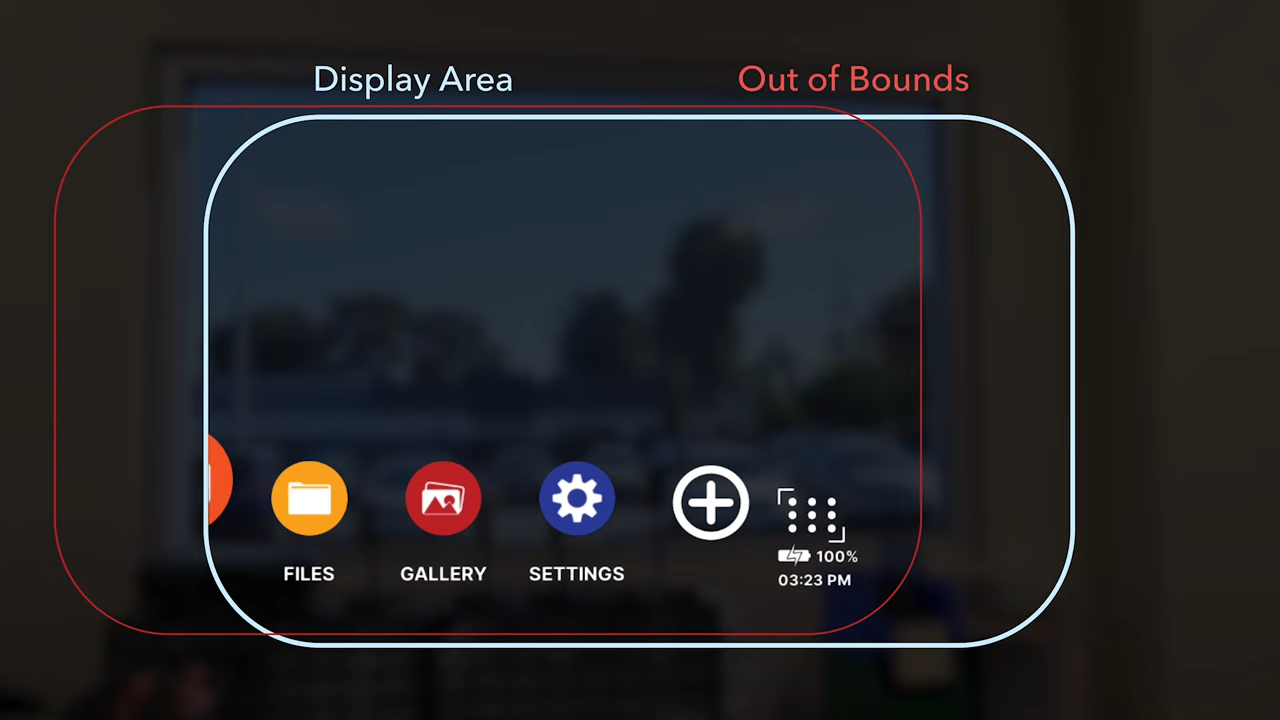 Display Area
Out of Bounds
FILES
GALLERY
SETTINGS
100%
03:23 PM